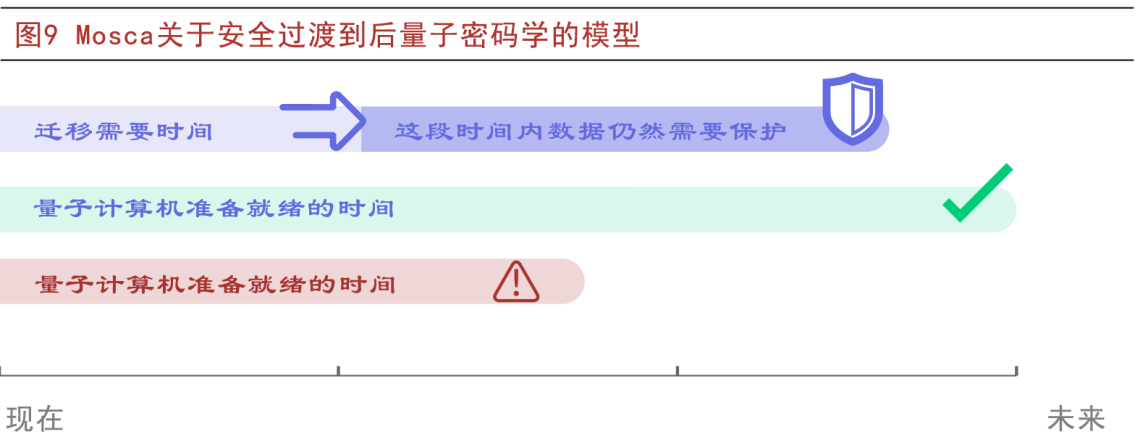 图9 Mosca关于安全过渡到后量子密码学的模型
迁移需要时间
这段时间内数据仍然需要保护
量子计算机准备就绪的时间
量子计算机准备就绪的时间
现在
未来